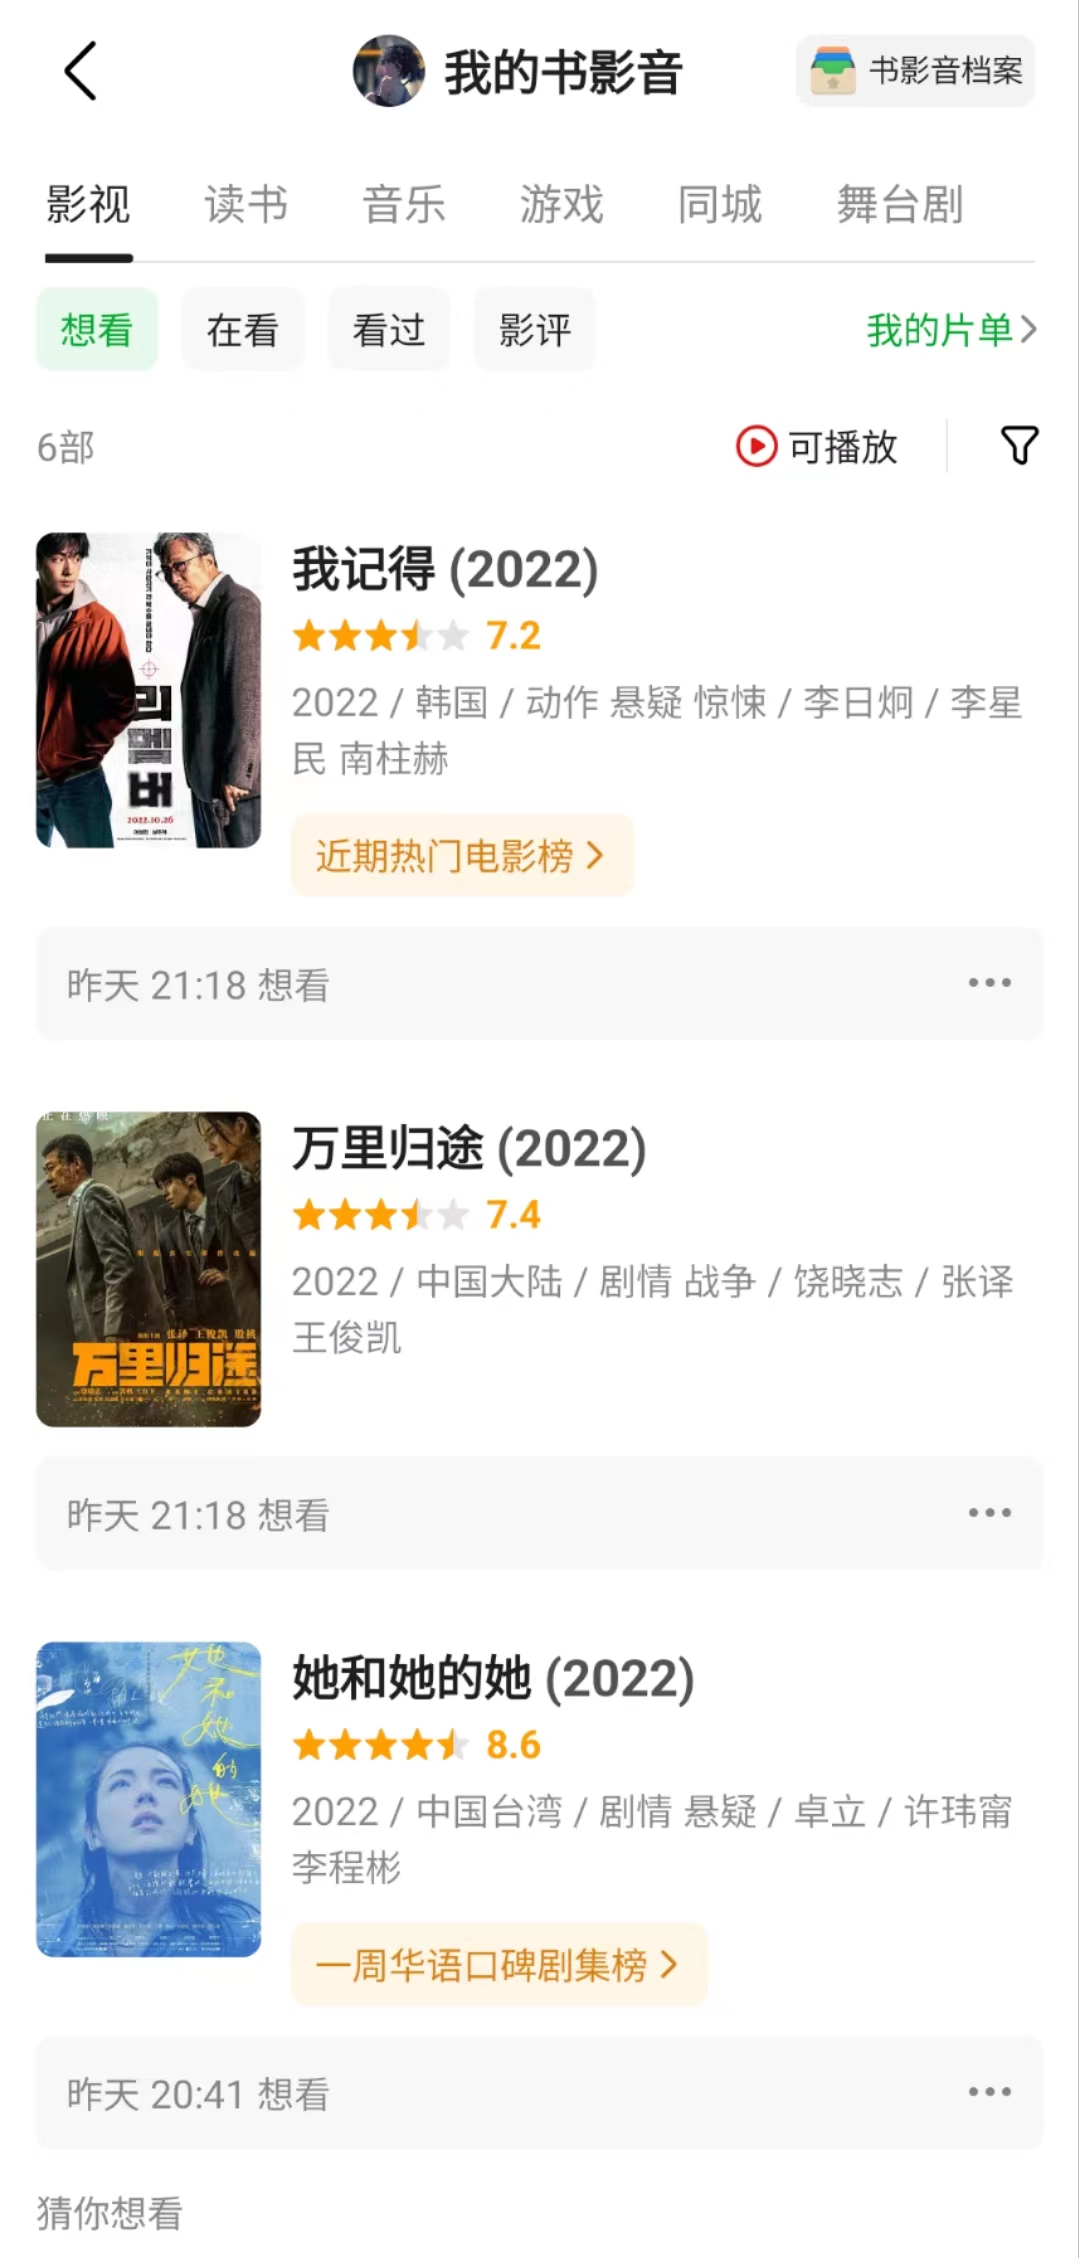 我的书影音
书影音档案
影视 读书 音乐 游戏 同城 舞台剧
想看 在看 看过 影评 我的片单
6部 可播放
我记得 (2022)
7.2
2022 / 韩国 / 动作 悬疑 惊悚 / 李日炯 / 李星
民 南柱赫
近期热门电影榜
리멤버
2022.10.26
昨天 21:18 想看
万里归途 (2022)
7.4
2022 / 中国大陆 / 剧情 战争 / 饶晓志 / 张译
王俊凯
张译 王俊凯 殷桃
万里归途
昨天 21:18 想看
她和她的她 (2022)
8.6
2022 / 中国台湾 / 剧情 悬疑 / 卓立 / 许玮甯
李程彬
她和她的她
一周华语口碑剧集榜
昨天 20:41 想看
猜你想看